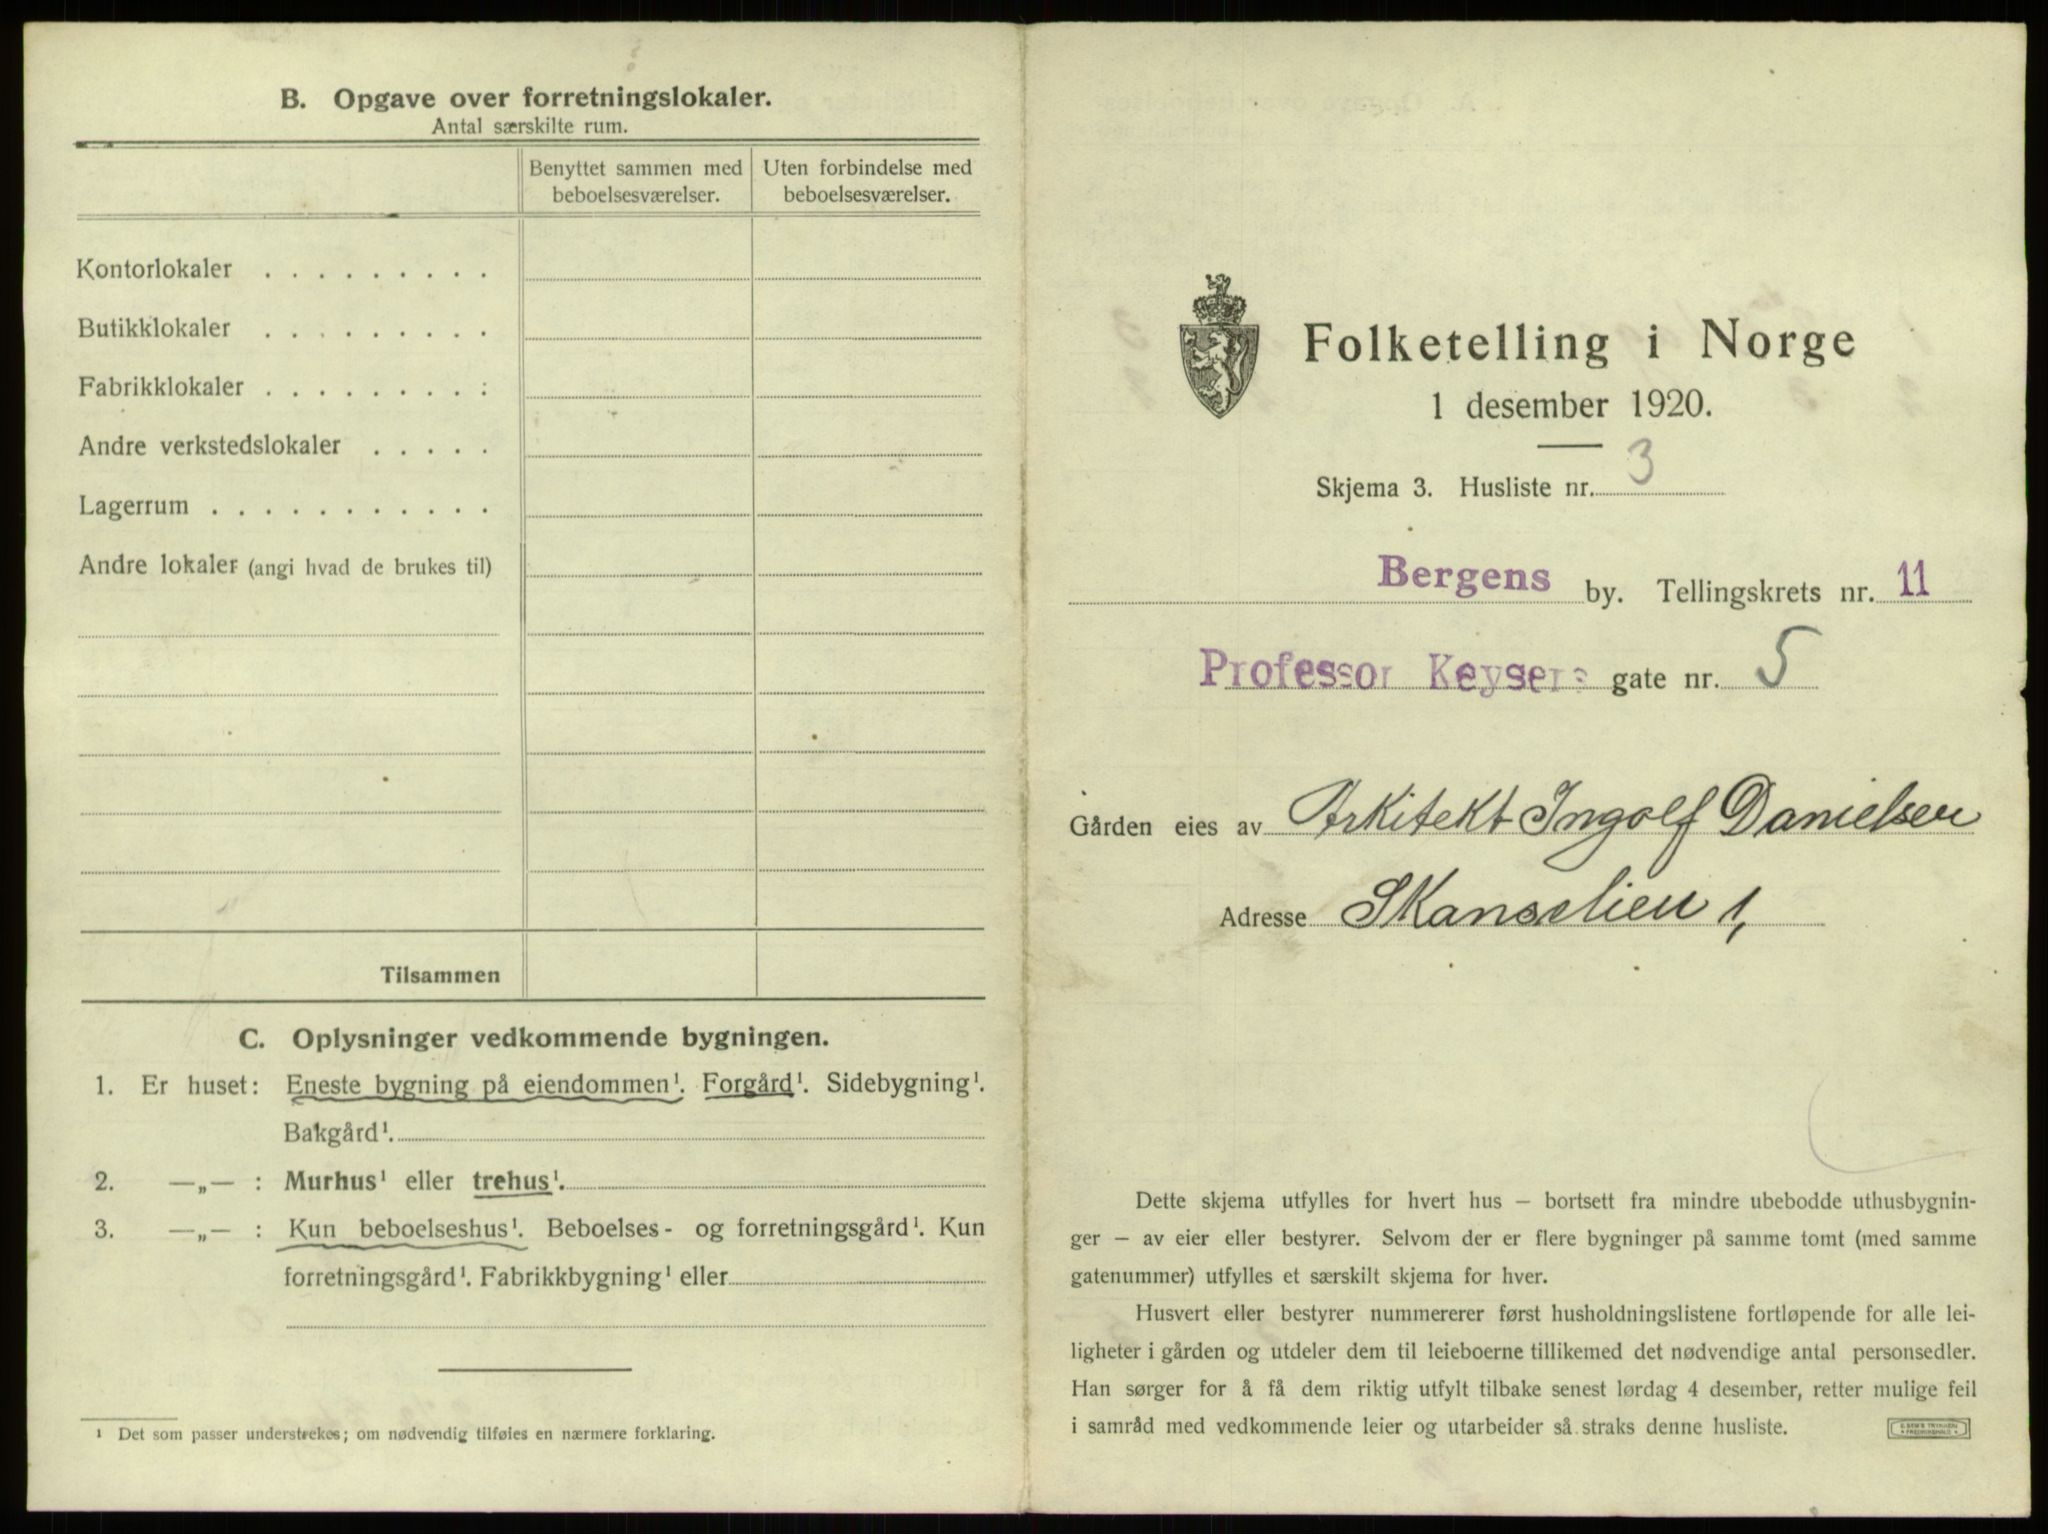 B. Opgave over forretningslokaler.
Antal særskilte rum.
Benyttet sammen med beboelsesværelser.
Uten forbindelse med beboelsesværelser.
Kontorlokaler . . . . . . . . .
Butikklokaler . . . . . . . . .
Fabrikklokaler . . . . . . . . :
Andre verkstedslokaler . . . . .
Lagerrum . . . . . . . . . . .
Andre lokaler (angi hvad de brukes til)
Tilsammen
C. Oplysninger vedkommende bygningen.
1. Er huset: Eneste bygning på eiendommen¹. Forgård¹. Sidebygning¹.
Bakgård¹.
2. —„— : Murhus¹ eller trehus¹.
3. —„— : Kun beboelseshus¹. Beboelses- og forretningsgård¹. Kun
forretningsgård¹. Fabrikkbygning¹ eller
¹ Det som passer understrekes; om nødvendig tilføies en nærmere forklaring.
Folketelling i Norge
1 desember 1920.
Skjema 3. Husliste nr. 3
Bergens by. Tellingskrets nr. 11
Professor Keysers gate nr. 5
Gården eies av Arkitekt Ingolf Danielsen
Adresse Skanselien 1,
Dette skjema utfylles for hvert hus — bortsett fra mindre ubebodde uthusbygnin-
ger — av eier eller bestyrer. Selvom der er flere bygninger på samme tomt (med samme
gatenummer) utfylles et særskilt skjema for hver.
Husvert eller bestyrer nummererer først husholdningslistene fortløpende for alle lei-
ligheter i gården og utdeler dem til leieboerne tillikemed det nødvendige antal personsedler.
Han sørger for å få dem riktig utfylt tilbake senest lørdag 4 desember, retter mulige feil
i samråd med vedkommende leier og utarbeider så straks denne husliste.